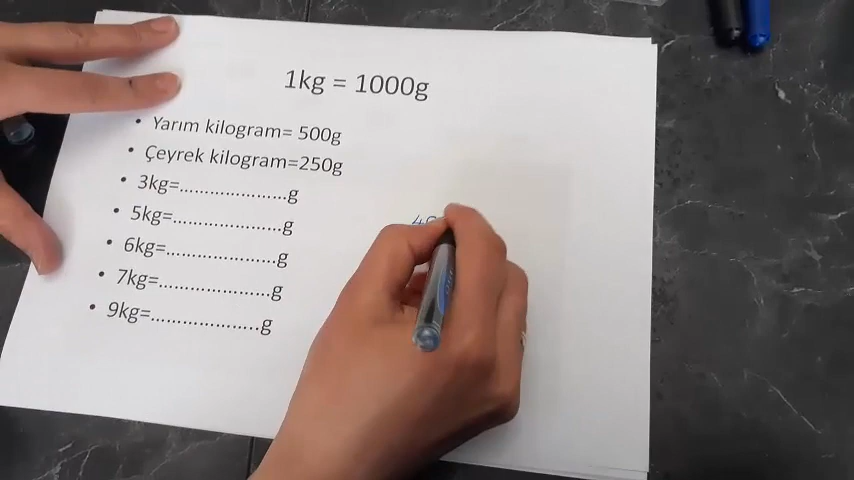 1kg = 1000g
• Yarım kilogram= 500g
• Çeyrek kilogram=250g
• 3kg=.....................g
• 5kg=.....................g
• 6kg=.....................g
• 7kg=.....................g
• 9kg=.....................g